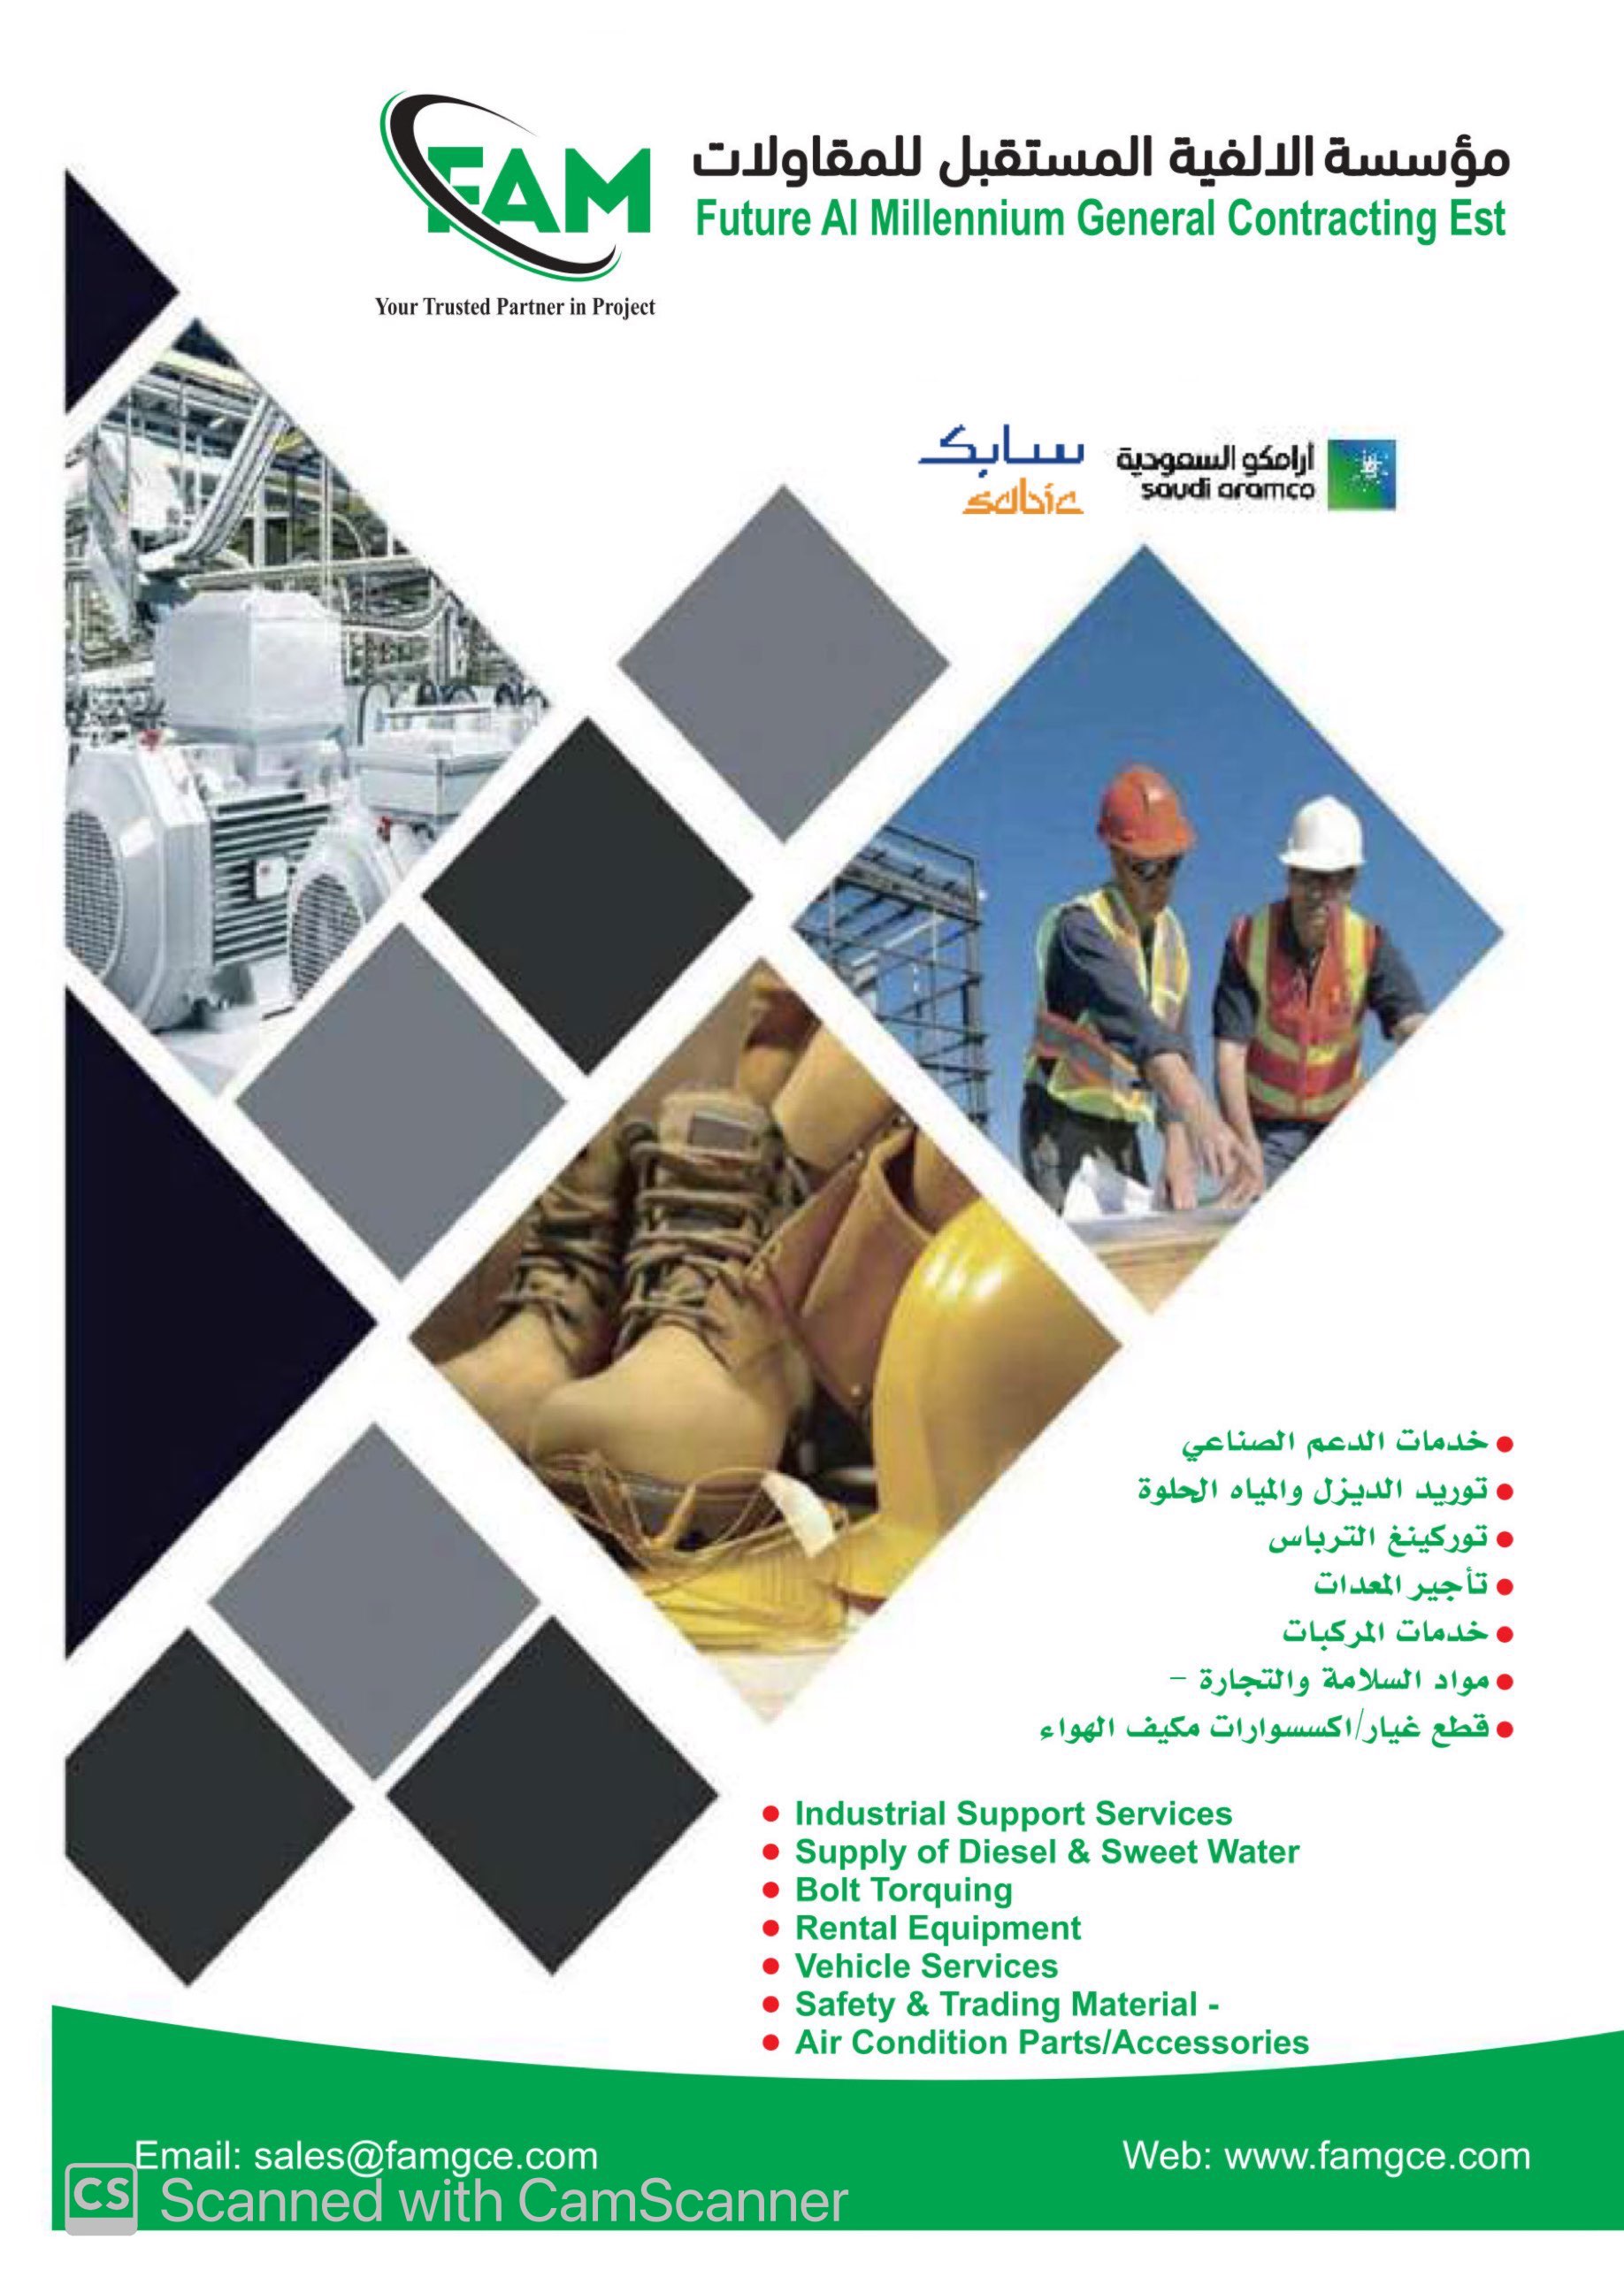 مؤسسة الالفية المستقبل للمقاولات
FAM
Future Al Millennium General Contracting Est
Your Trusted Partner in Project
سابك
sabic
أرامكو السعودية
saudi aramco
خدمات الدعم الصناعي
توريد الديزل والمياه الحلوة
توركينغ الترباس
تأجير المعدات
خدمات المركبات
مواد السلامة والتجارة –
قطع غيار/اكسسوارات مكيف الهواء
Industrial Support Services
Supply of Diesel & Sweet Water
Bolt Torquing
Rental Equipment
Vehicle Services
Safety & Trading Material -
Air Condition Parts/Accessories
Email: sales@famgce.com
Web: www.famgce.com
CS Scanned with CamScanner